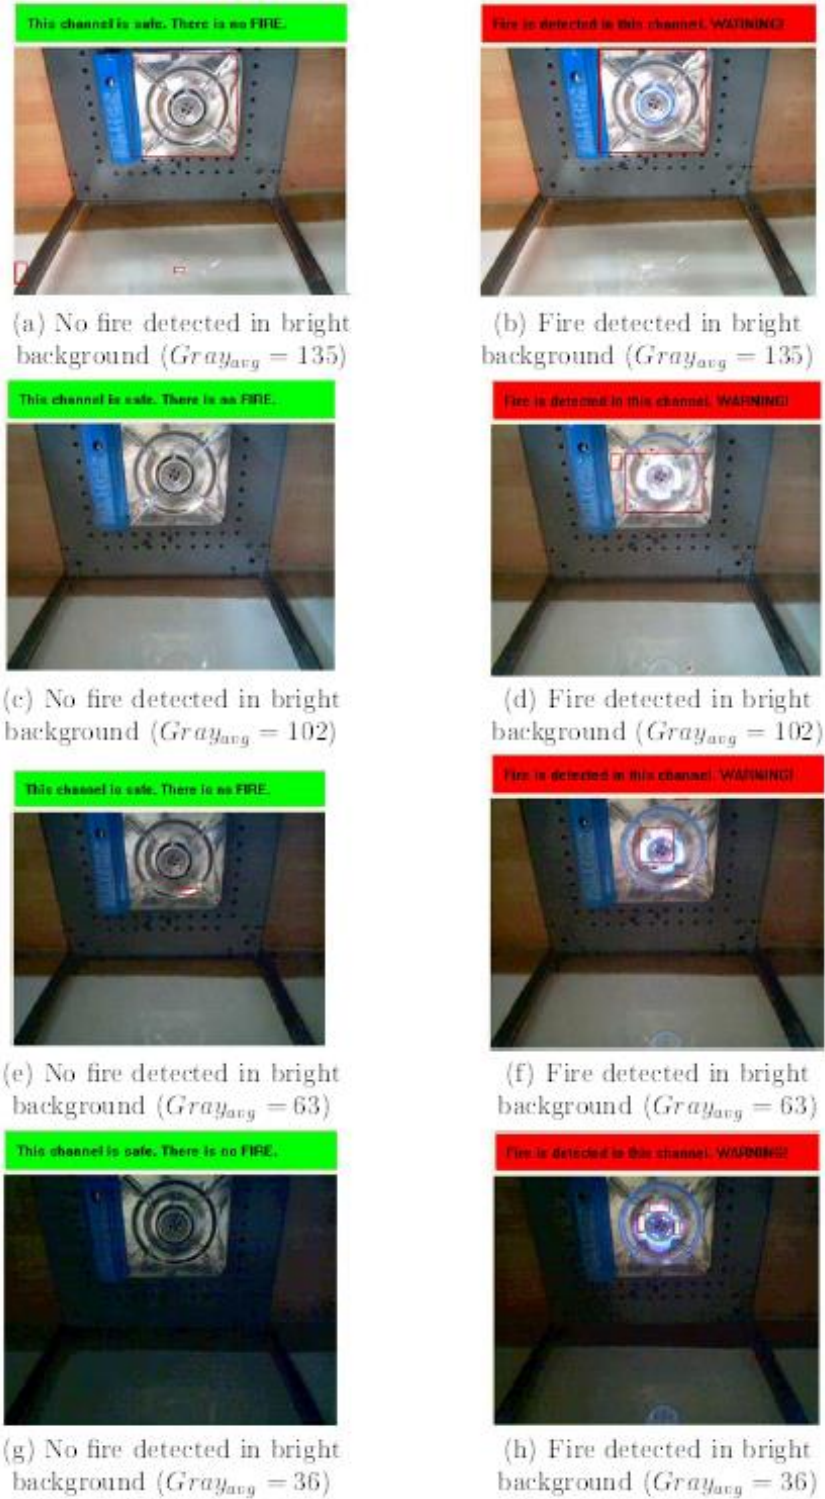 This channel is safe. There is no FIRE.
Fire is detected in this channel. WARNING!
(a) No fire detected in bright
background (Gray_avg = 135)
(b) Fire detected in bright
background (Gray_avg = 135)
This channel is safe. There is no FIRE.
Fire is detected in this channel. WARNING!
(c) No fire detected in bright
background (Gray_avg = 102)
(d) Fire detected in bright
background (Gray_avg = 102)
This channel is safe. There is no FIRE.
Fire is detected in this channel. WARNING!
(e) No fire detected in bright
background (Gray_avg = 63)
(f) Fire detected in bright
background (Gray_avg = 63)
This channel is safe. There is no FIRE.
Fire is detected in this channel. WARNING!
(g) No fire detected in bright
background (Gray_avg = 36)
(h) Fire detected in bright
background (Gray_avg = 36)